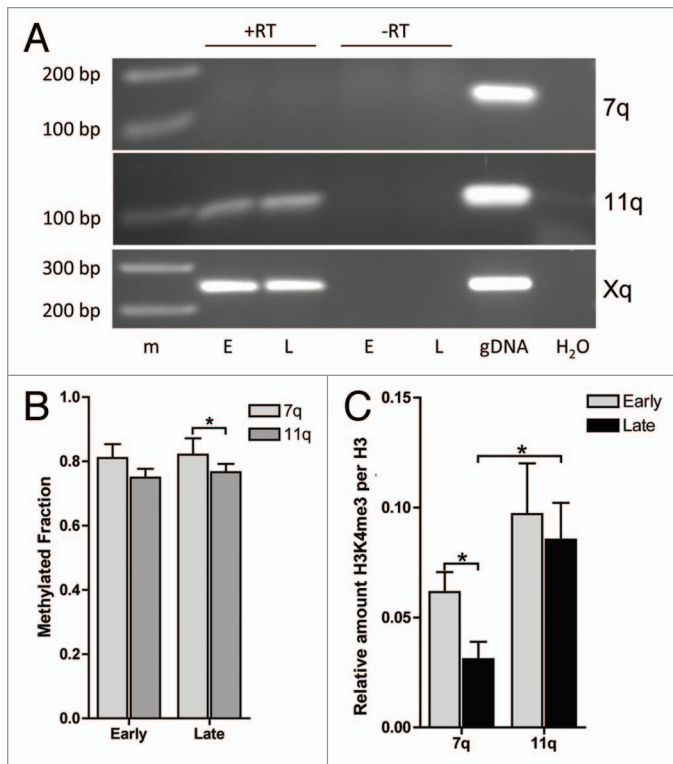 A
+RT
-RT
200 bp
100 bp
7q
100 bp
11q
300 bp
200 bp
Xq
m E L E L gDNA H₂O
B
1.0
0.8
0.6
0.4
0.2
0.0
Methylated Fraction
7q
11q
*
Early Late
C
0.15
0.10
0.05
0.00
Relative amount H3K4me3 per H3
Early
Late
*
*
7q 11q